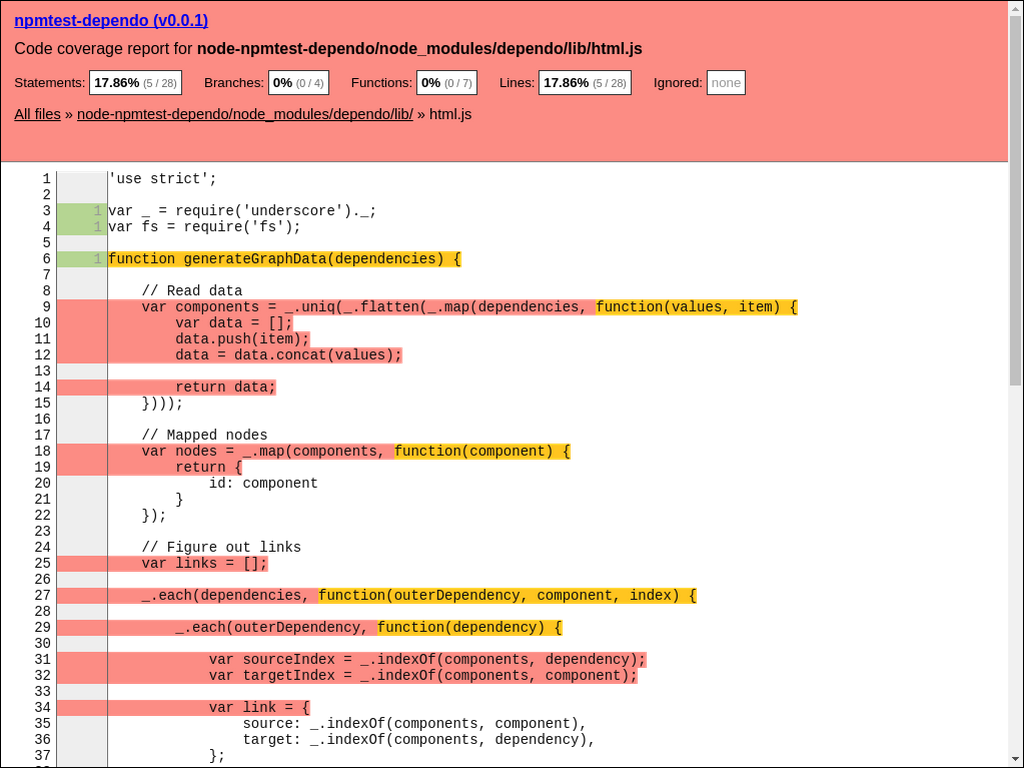 npmtest-dependo (v0.0.1)
Code coverage report for node-npmtest-dependo/node_modules/dependo/lib/html.js
Statements: 17.86% (5 / 28) Branches: 0% (0 / 4) Functions: 0% (0 / 7) Lines: 17.86% (5 / 28) Ignored: none
All files » node-npmtest-dependo/node_modules/dependo/lib/ » html.js
1 'use strict';
2
3 1 var _ = require('underscore')._;
4 1 var fs = require('fs');
5
6 1 function generateGraphData(dependencies) {
7
8     // Read data
9     var components = _.uniq(_.flatten(_.map(dependencies, function(values, item) {
10         var data = [];
11         data.push(item);
12         data = data.concat(values);
13
14         return data;
15     })));
16
17     // Mapped nodes
18     var nodes = _.map(components, function(component) {
19         return {
20             id: component
21         }
22     });
23
24     // Figure out links
25     var links = [];
26
27     _.each(dependencies, function(outerDependency, component, index) {
28
29         _.each(outerDependency, function(dependency) {
30
31             var sourceIndex = _.indexOf(components, dependency);
32             var targetIndex = _.indexOf(components, component);
33
34             var link = {
35                 source: _.indexOf(components, component),
36                 target: _.indexOf(components, dependency),
37             };